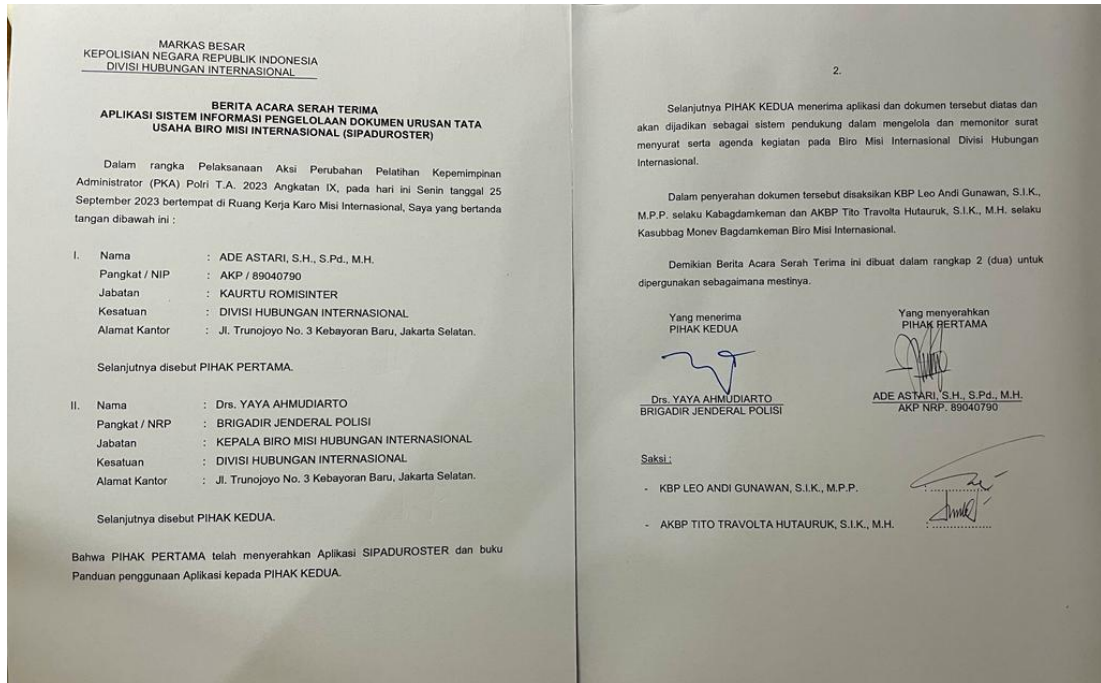 MARKAS BESAR
KEPOLISIAN NEGARA REPUBLIK INDONESIA
DIVISI HUBUNGAN INTERNASIONAL
BERITA ACARA SERAH TERIMA
APLIKASI SISTEM INFORMASI PENGELOLAAN DOKUMEN URUSAN TATA
USAHA BIRO MISI INTERNASIONAL (SIPADUROSTER)
Dalam rangka Pelaksanaan Aksi Perubahan Pelatihan Kepemimpinan
Administrator (PKA) Polri T.A. 2023 Angkatan IX, pada hari ini Senin tanggal 25
September 2023 bertempat di Ruang Kerja Karo Misi Internasional, Saya yang bertanda
tangan dibawah ini :
I. Nama : ADE ASTARI, S.H., S.Pd., M.H.
Pangkat / NIP : AKP / 89040790
Jabatan : KAURTU ROMISINTER
Kesatuan : DIVISI HUBUNGAN INTERNASIONAL
Alamat Kantor : Jl. Trunojoyo No. 3 Kebayoran Baru, Jakarta Selatan.
Selanjutnya disebut PIHAK PERTAMA.
II. Nama : Drs. YAYA AHMUDIARTO
Pangkat / NRP : BRIGADIR JENDERAL POLISI
Jabatan : KEPALA BIRO MISI HUBUNGAN INTERNASIONAL
Kesatuan : DIVISI HUBUNGAN INTERNASIONAL
Alamat Kantor : Jl. Trunojoyo No. 3 Kebayoran Baru, Jakarta Selatan.
Selanjutnya disebut PIHAK KEDUA.
Bahwa PIHAK PERTAMA telah menyerahkan Aplikasi SIPADUROSTER dan buku
Panduan penggunaan Aplikasi kepada PIHAK KEDUA.
2.
Selanjutnya PIHAK KEDUA menerima aplikasi dan dokumen tersebut diatas dan
akan dijadikan sebagai sistem pendukung dalam mengelola dan memonitor surat
menyurat serta agenda kegiatan pada Biro Misi Internasional Divisi Hubungan
Internasional.
Dalam penyerahan dokumen tersebut disaksikan KBP Leo Andi Gunawan, S.I.K.,
M.P.P. selaku Kabagdamkeman dan AKBP Tito Travolta Hutauruk, S.I.K., M.H. selaku
Kasubbag Monev Bagdamkeman Biro Misi Internasional.
Demikian Berita Acara Serah Terima ini dibuat dalam rangkap 2 (dua) untuk
dipergunakan sebagaimana mestinya.
Yang menerima
PIHAK KEDUA
Drs. YAYA AHMUDIARTO
BRIGADIR JENDERAL POLISI
Yang menyerahkan
PIHAK PERTAMA
ADE ASTARI, S.H., S.Pd., M.H.
AKP NRP. 89040790
Saksi :
- KBP LEO ANDI GUNAWAN, S.I.K., M.P.P. : ................
- AKBP TITO TRAVOLTA HUTAURUK, S.I.K., M.H. : ................